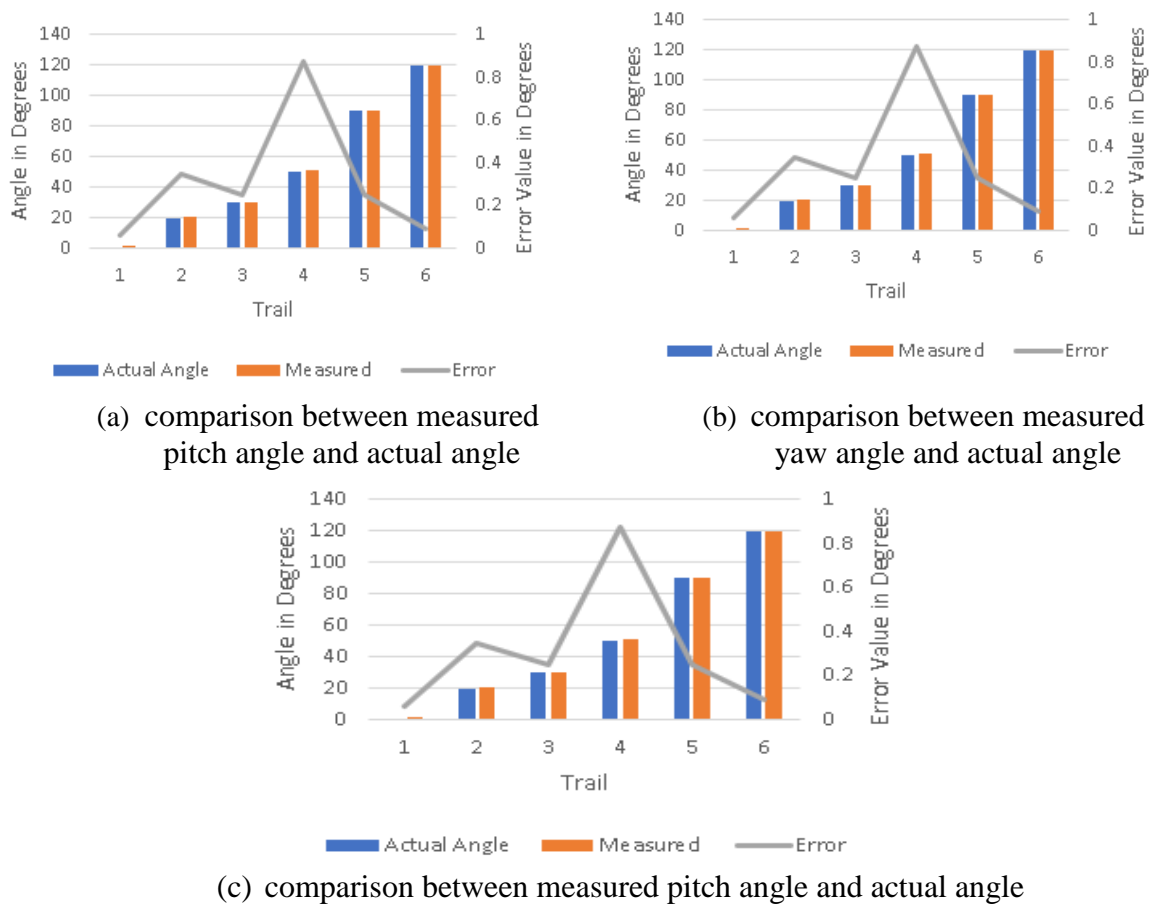 140
120
100
80
60
40
20
0
Angle in Degrees
1
0.8
0.6
0.4
0.2
0
Error Value in Degrees
1 2 3 4 5 6
Trail
Actual Angle Measured Error
(a) comparison between measured
pitch angle and actual angle
140
120
100
80
60
40
20
0
Angle in Degrees
1
0.8
0.6
0.4
0.2
0
Error Value in Degrees
1 2 3 4 5 6
Trail
Actual Angle Measured Error
(b) comparison between measured
yaw angle and actual angle
140
120
100
80
60
40
20
0
Angle in Degrees
1
0.8
0.6
0.4
0.2
0
Error Value in Degrees
1 2 3 4 5 6
Trail
Actual Angle Measured Error
(c) comparison between measured pitch angle and actual angle